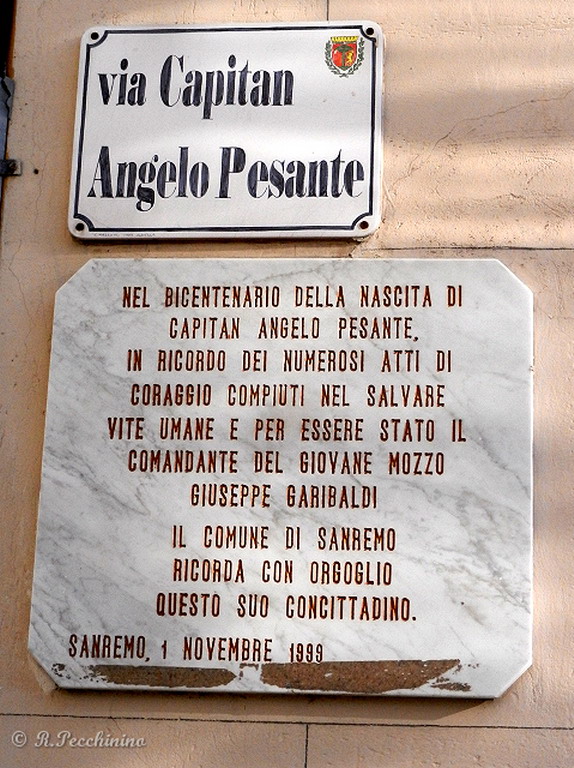 via Capitan
Angelo Pesante
NEL BICENTENARIO DELLA NASCITA DI
CAPITAN ANGELO PESANTE,
IN RICORDO DEI NUMEROSI ATTI DI
CORAGGIO COMPIUTI NEL SALVARE
VITE UMANE E PER ESSERE STATO IL
COMANDANTE DEL GIOVANE MOZZO
GIUSEPPE GARIBALDI
IL COMUNE DI SANREMO
RICORDA CON ORGOGLIO
QUESTO SUO CONCITTADINO.
SANREMO, 1 NOVEMBRE 1999
© R.Pecchinino